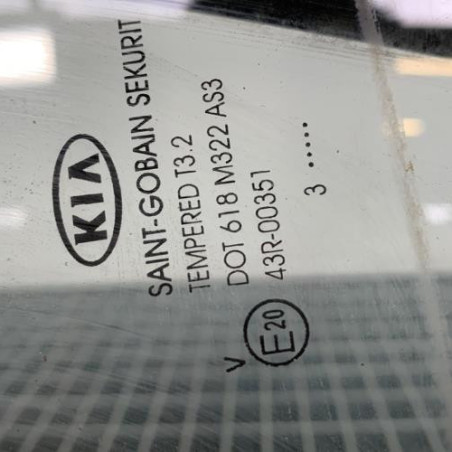 KIA
SAINT-GOBAIN SEKURIT
TEMPERED T3.2
DOT 618 M322 AS3
V 43R-00351
E20
3 .....